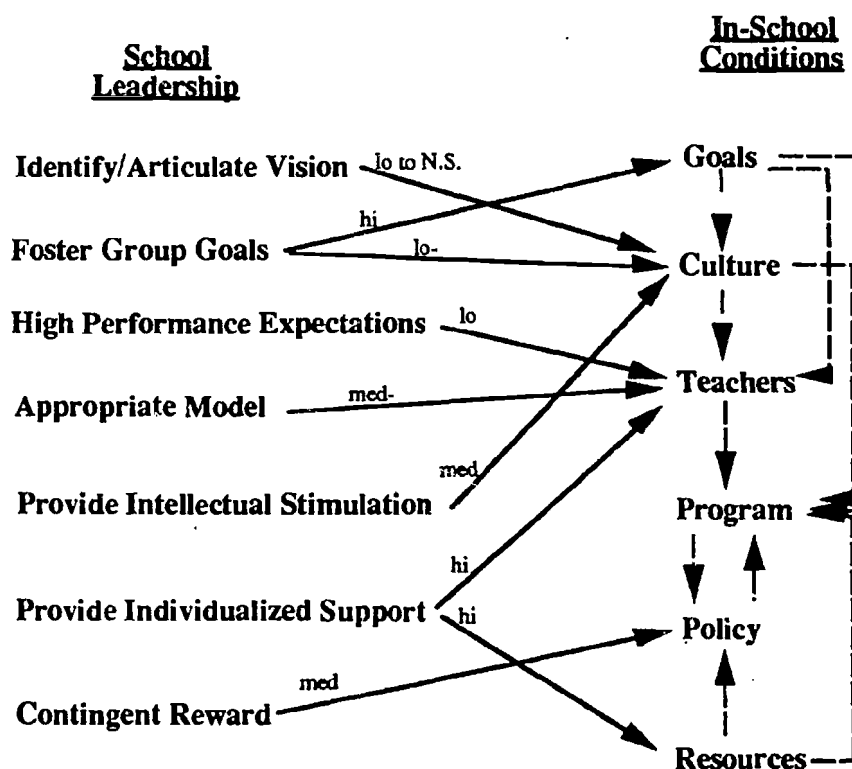 School
Leadership
In-School
Conditions
Identify/Articulate Vision
lo to N.S.
Goals
hi
Foster Group Goals
lo-
Culture
High Performance Expectations
lo
Teachers
Appropriate Model
med-
med
Provide Intellectual Stimulation
Program
hi
Provide Individualized Support
hi
Policy
med
Contingent Reward
Resources